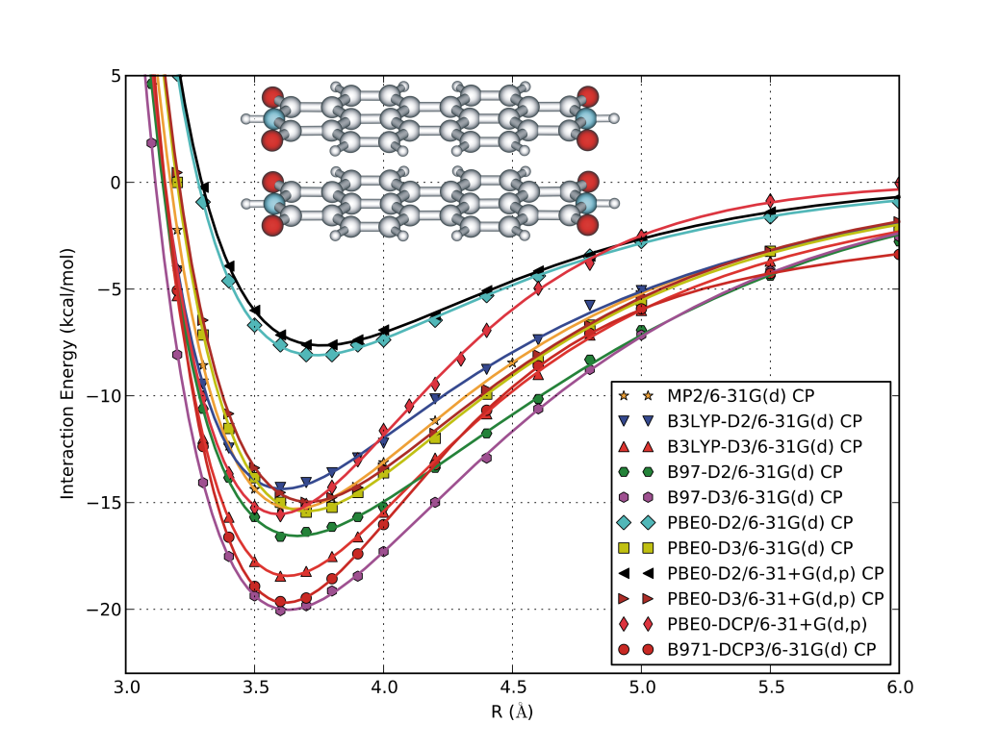 5
0
−5
−10
−15
−20
Interaction Energy (kcal/mol)
3.0 3.5 4.0 4.5 5.0 5.5 6.0
R (Å)
MP2/6-31G(d) CP
B3LYP-D2/6-31G(d) CP
B3LYP-D3/6-31G(d) CP
B97-D2/6-31G(d) CP
B97-D3/6-31G(d) CP
PBE0-D2/6-31G(d) CP
PBE0-D3/6-31G(d) CP
PBE0-D2/6-31+G(d,p) CP
PBE0-D3/6-31+G(d,p) CP
PBE0-DCP/6-31+G(d,p)
B971-DCP3/6-31G(d) CP